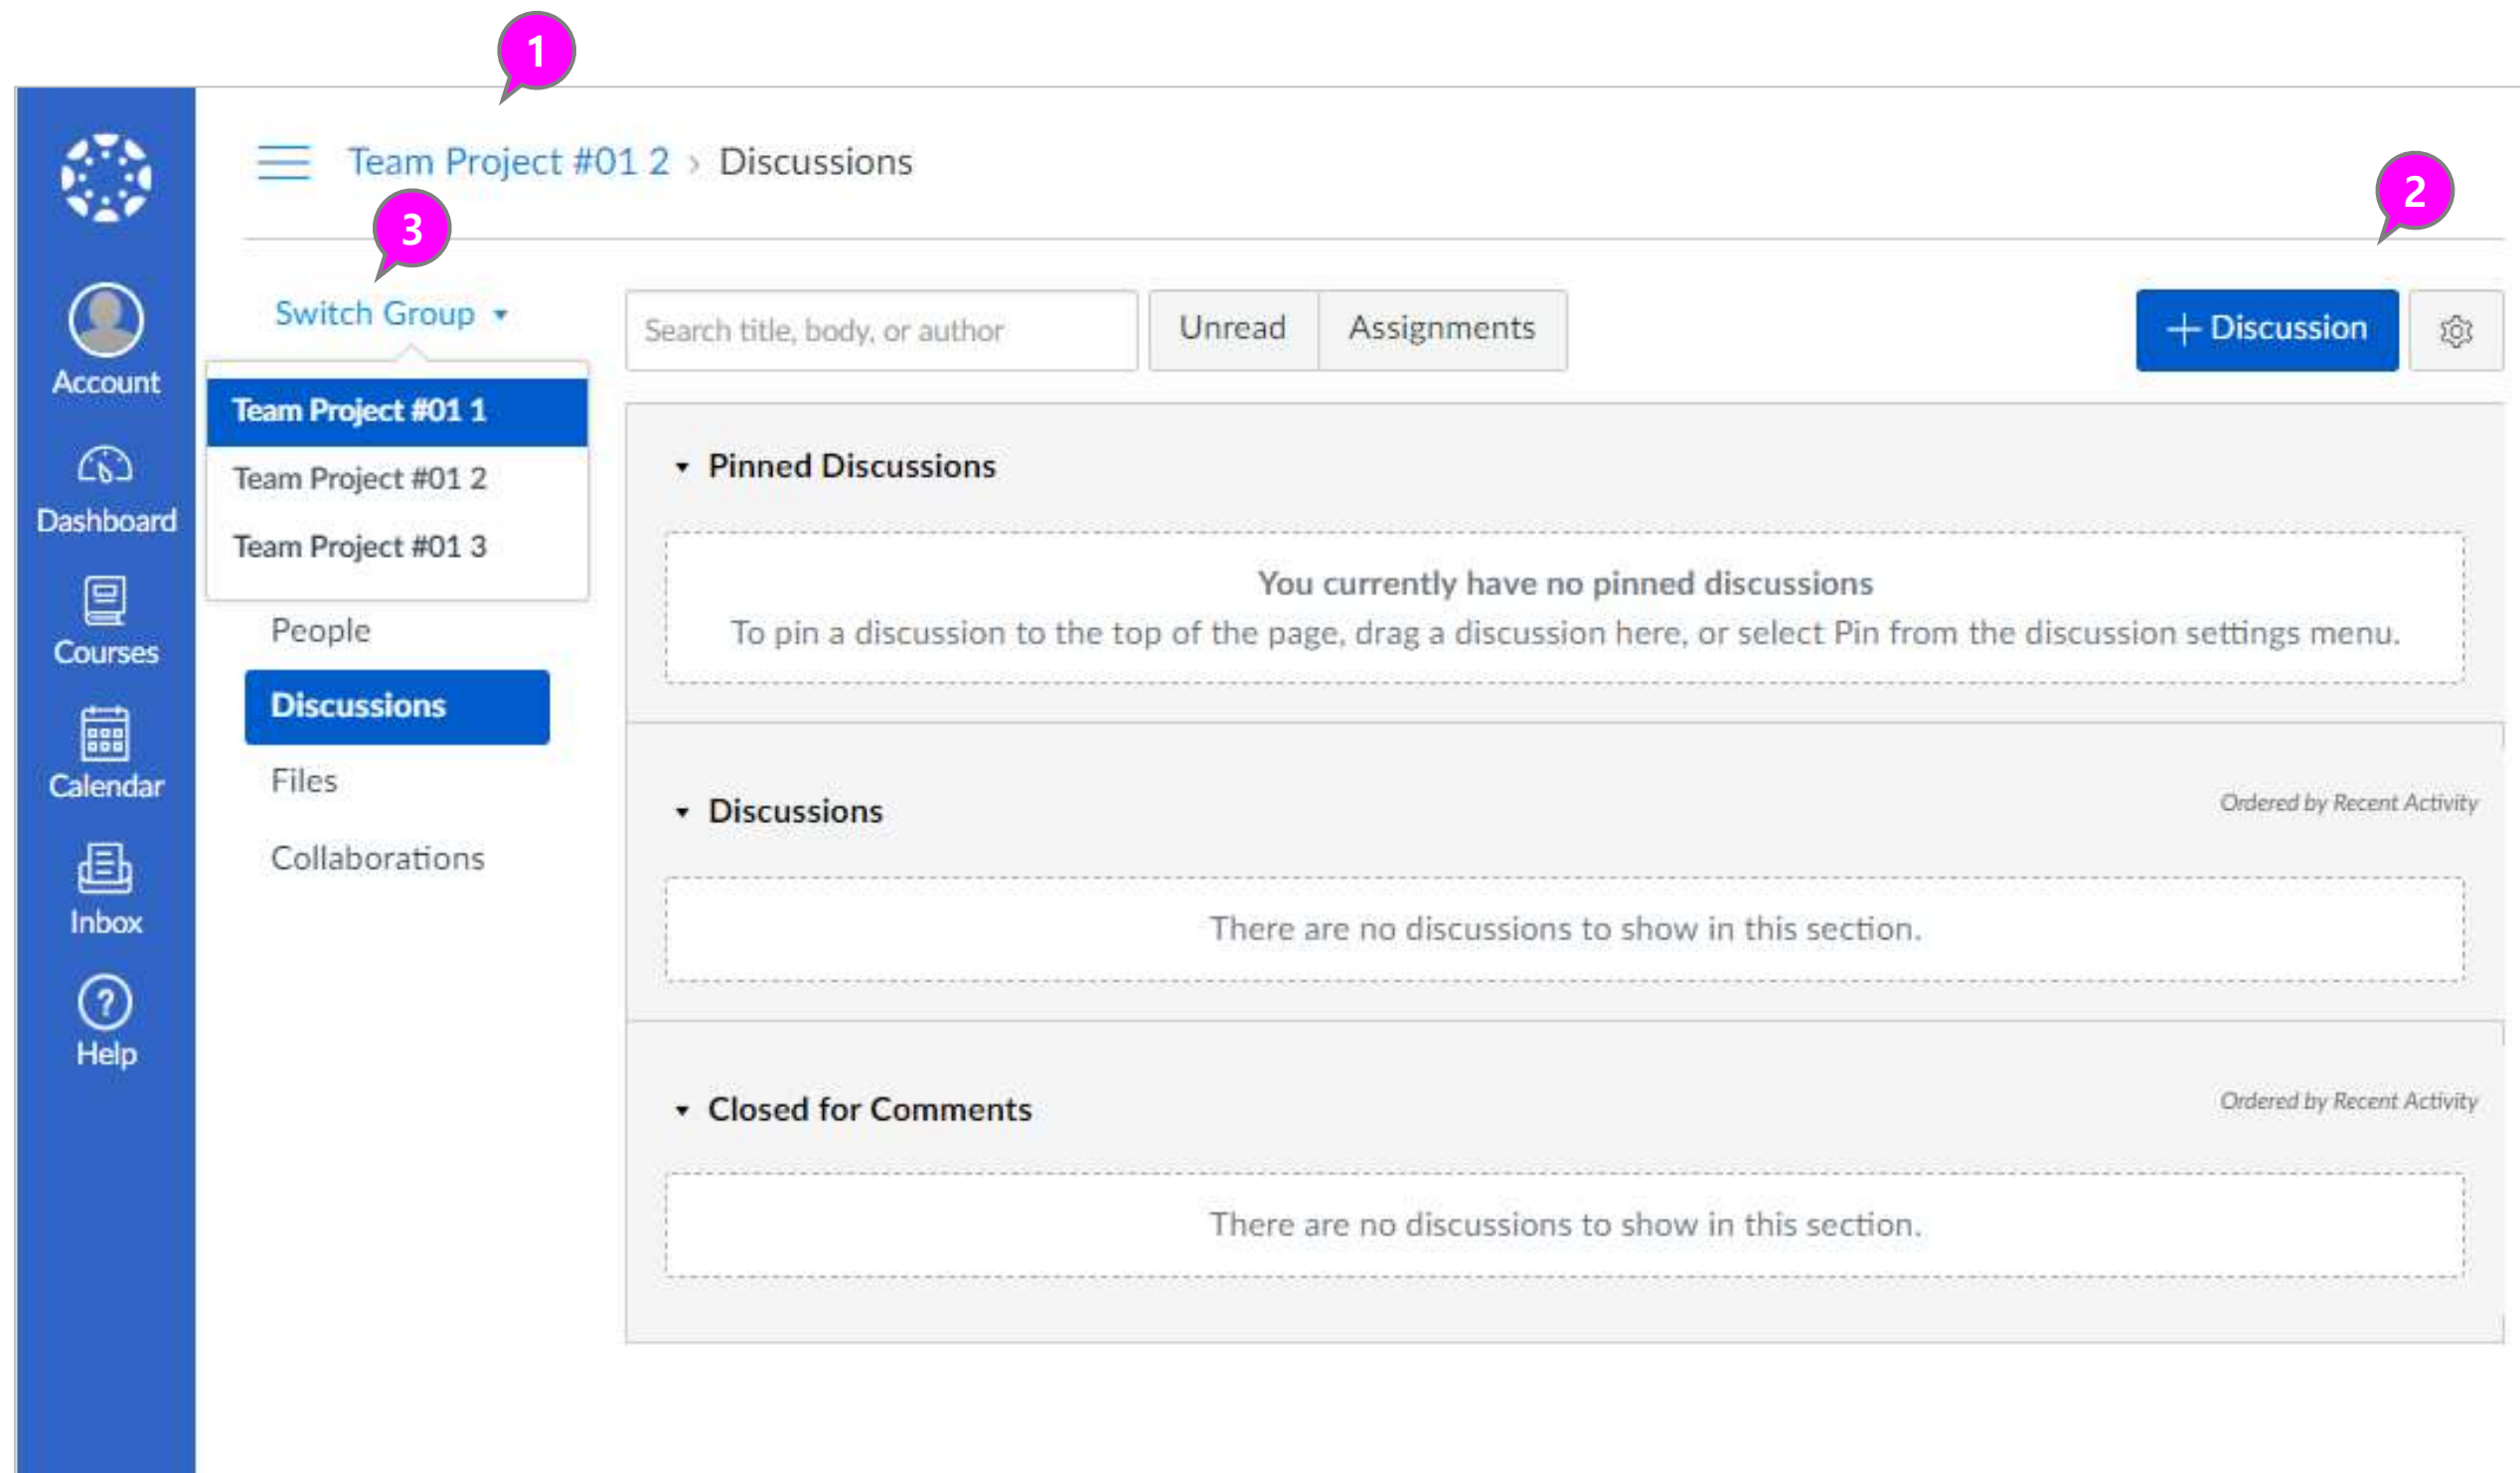 1
Team Project #01 2 › Discussions
2
3
Switch Group
Team Project #01 1
Team Project #01 2
Team Project #01 3
People
Discussions
Files
Collaborations
Account
Dashboard
Courses
Calendar
Inbox
Help
Search title, body, or author
Unread
Assignments
+ Discussion
Pinned Discussions
You currently have no pinned discussions
To pin a discussion to the top of the page, drag a discussion here, or select Pin from the discussion settings menu.
Discussions
Ordered by Recent Activity
There are no discussions to show in this section.
Closed for Comments
Ordered by Recent Activity
There are no discussions to show in this section.